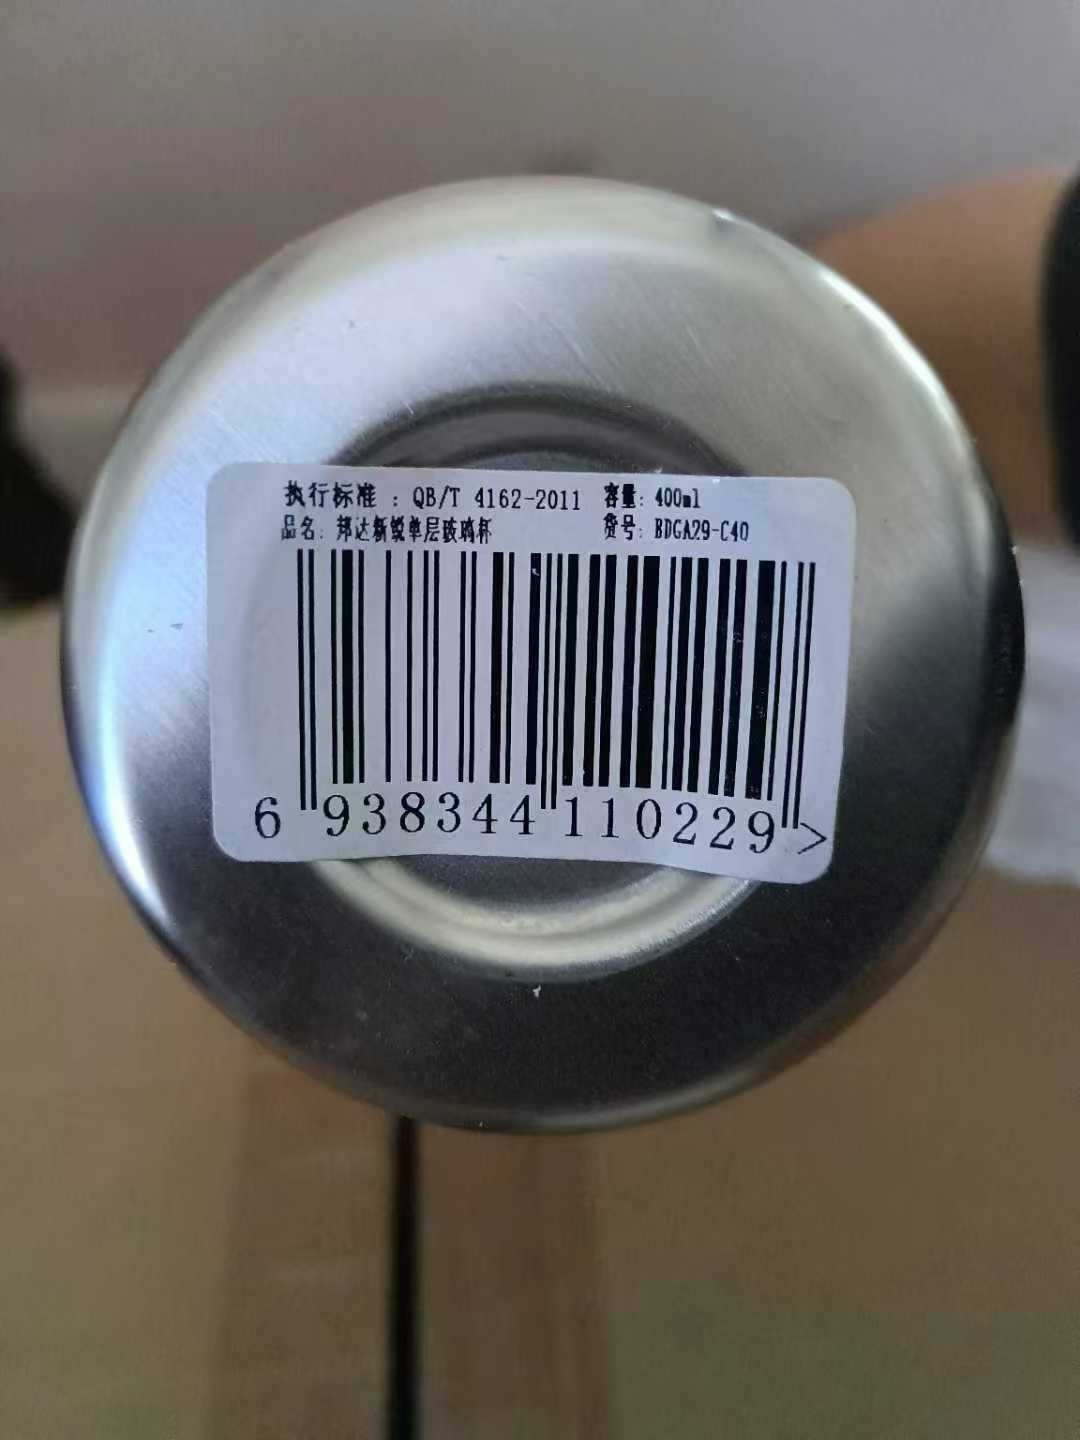 执行标准：QB/T 4162-2011 容量：400ml
品名：邦达新锐单层玻璃杯 货号：BDGA29-C40
6 938344 110229 >